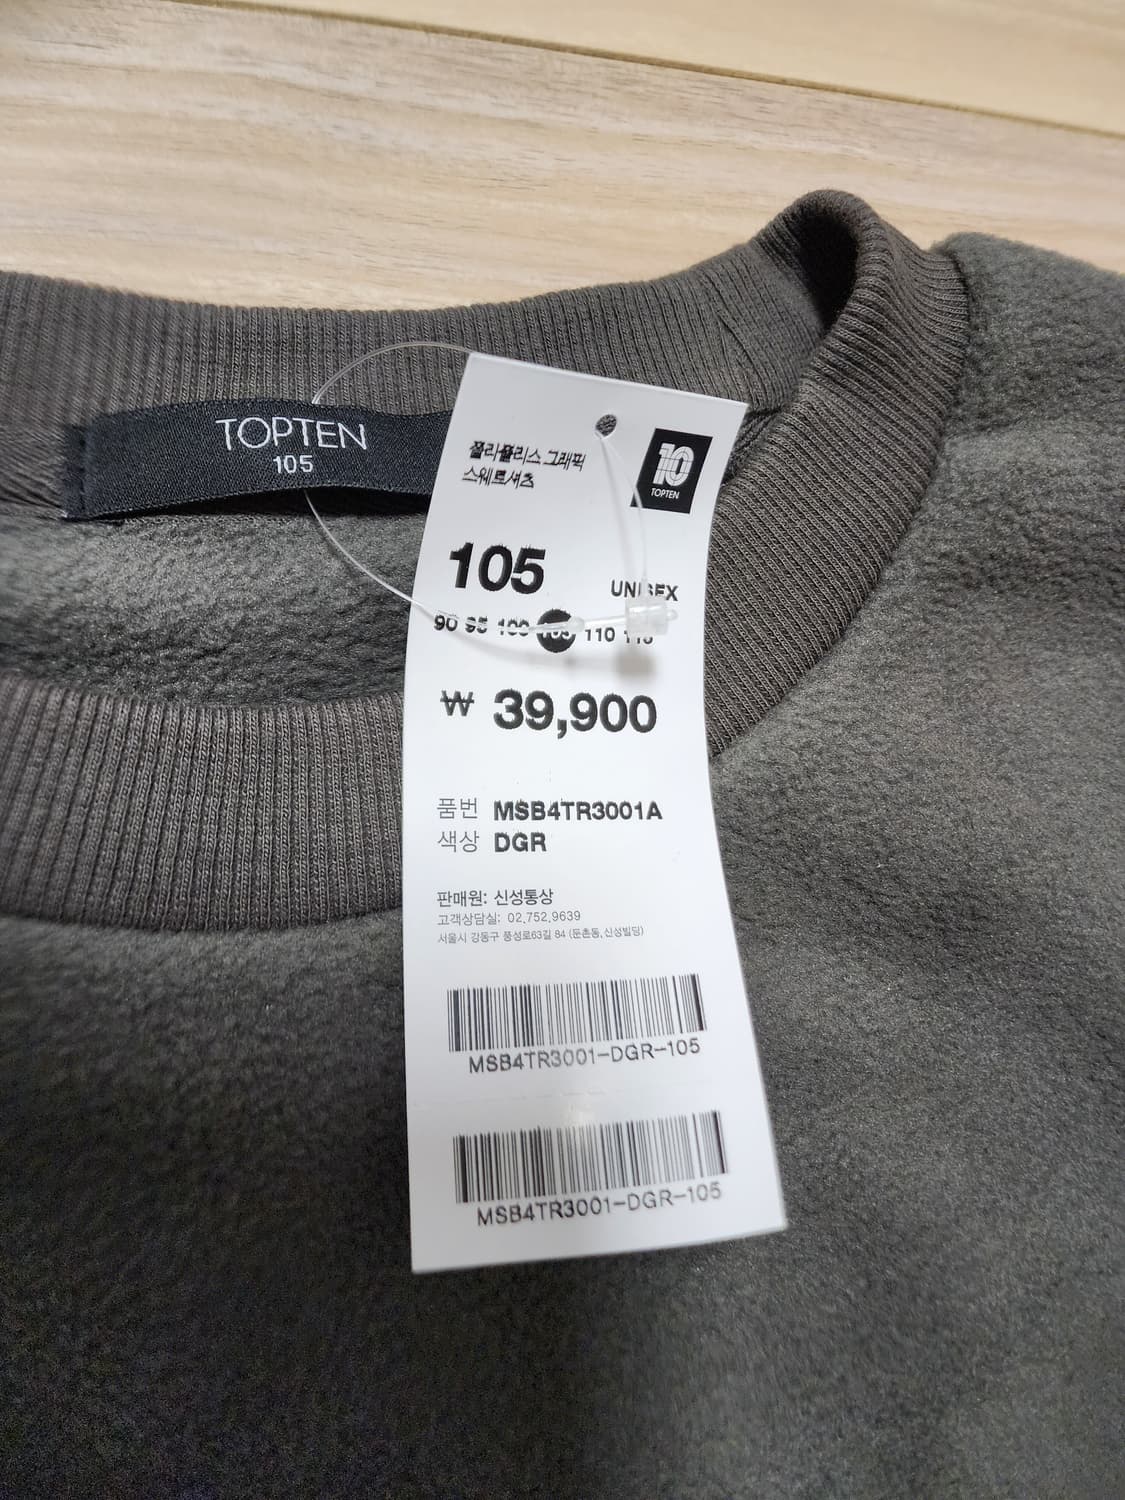 TOPTEN
105
폴라플리스 그래픽
스웨트셔츠
10
TOPTEN
105
UNISEX
90 95 100 105 110 115
₩ 39,900
품번 MSB4TR3001A
색상 DGR
판매원: 신성통상
고객상담실: 02.752.9639
서울시 강동구 풍성로63길 84 (둔촌동, 신성빌딩)
MSB4TR3001-DGR-105
MSB4TR3001-DGR-105